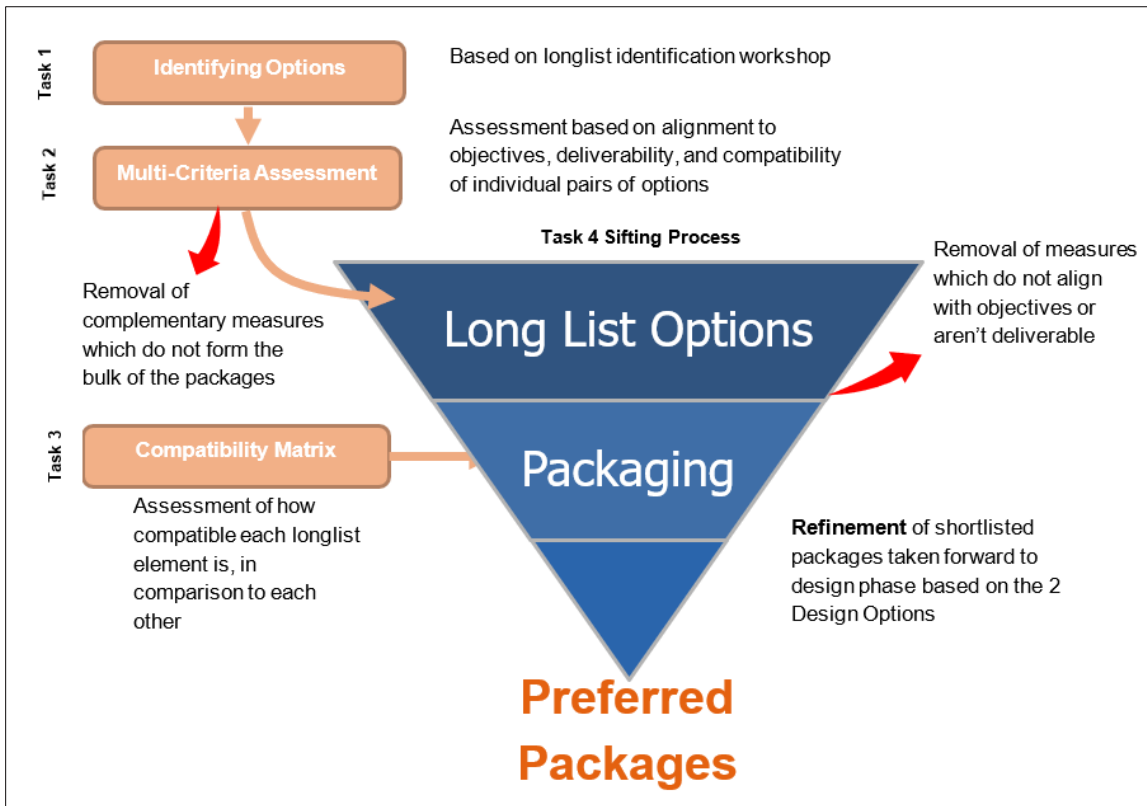 Task 1
Identifying Options
Based on longlist identification workshop
Task 2
Multi-Criteria Assessment
Assessment based on alignment to
objectives, deliverability, and compatibility
of individual pairs of options
Task 4 Sifting Process
Removal of
complementary measures
which do not form the
bulk of the packages
Long List Options
Removal of measures
which do not align
with objectives or
aren’t deliverable
Task 3
Compatibility Matrix
Assessment of how
compatible each longlist
element is, in
comparison to each
other
Packaging
Refinement of shortlisted
packages taken forward to
design phase based on the 2
Design Options
Preferred
Packages